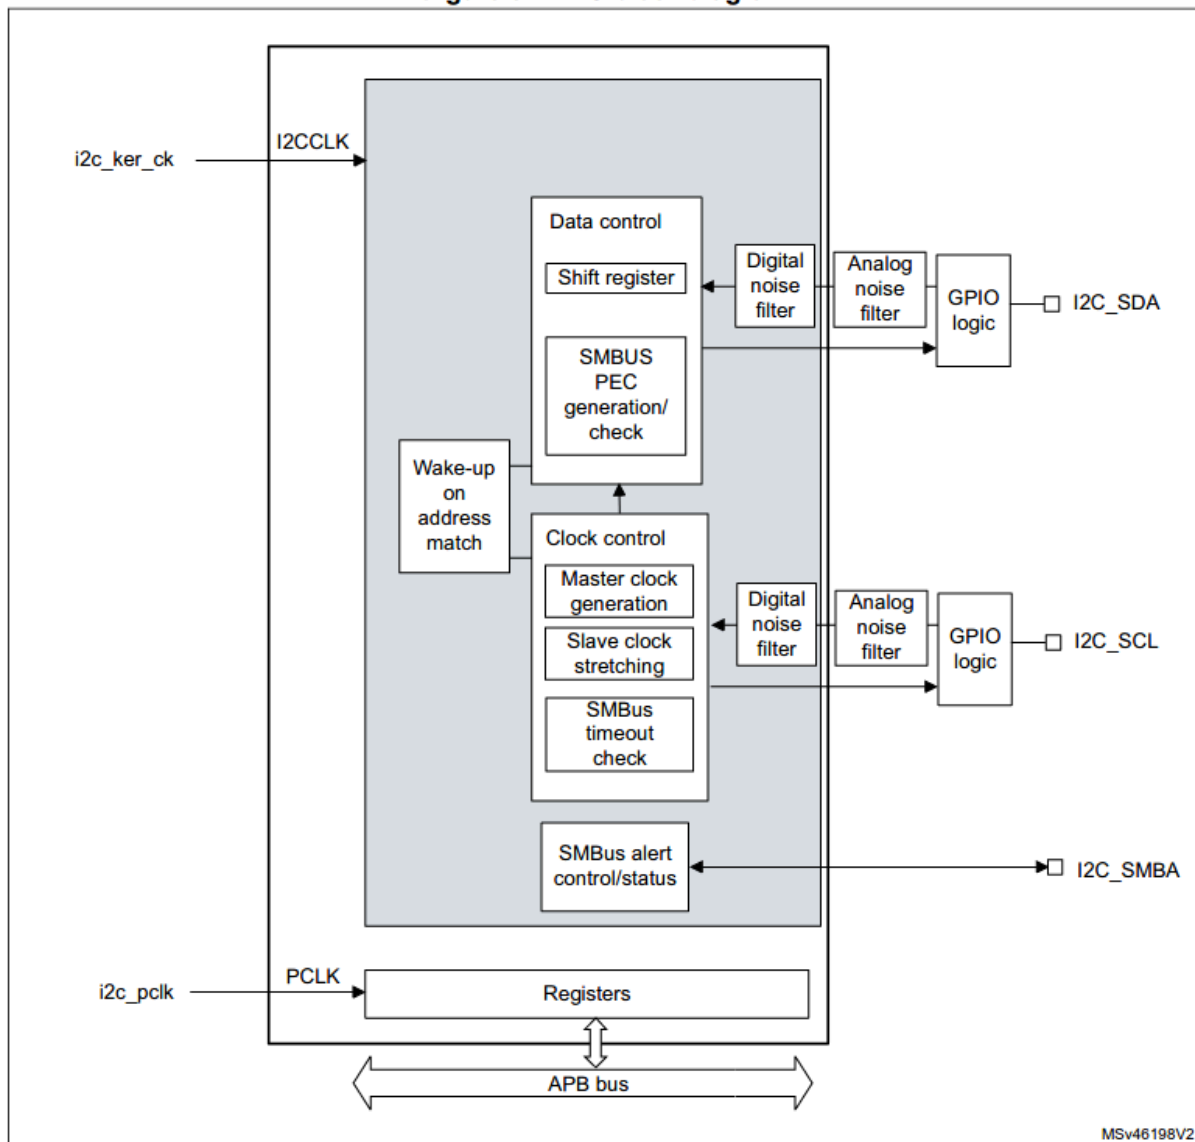 I2CCLK
i2c_ker_ck
Data control
Shift register
SMBUS
PEC
generation/
check
Digital
noise
filter
Analog
noise
filter
GPIO
logic
I2C_SDA
Wake-up
on
address
match
Clock control
Master clock
generation
Slave clock
stretching
SMBus
timeout
check
Digital
noise
filter
Analog
noise
filter
GPIO
logic
I2C_SCL
SMBus alert
control/status
I2C_SMBA
PCLK
i2c_pclk
Registers
APB bus
MSv46198V2